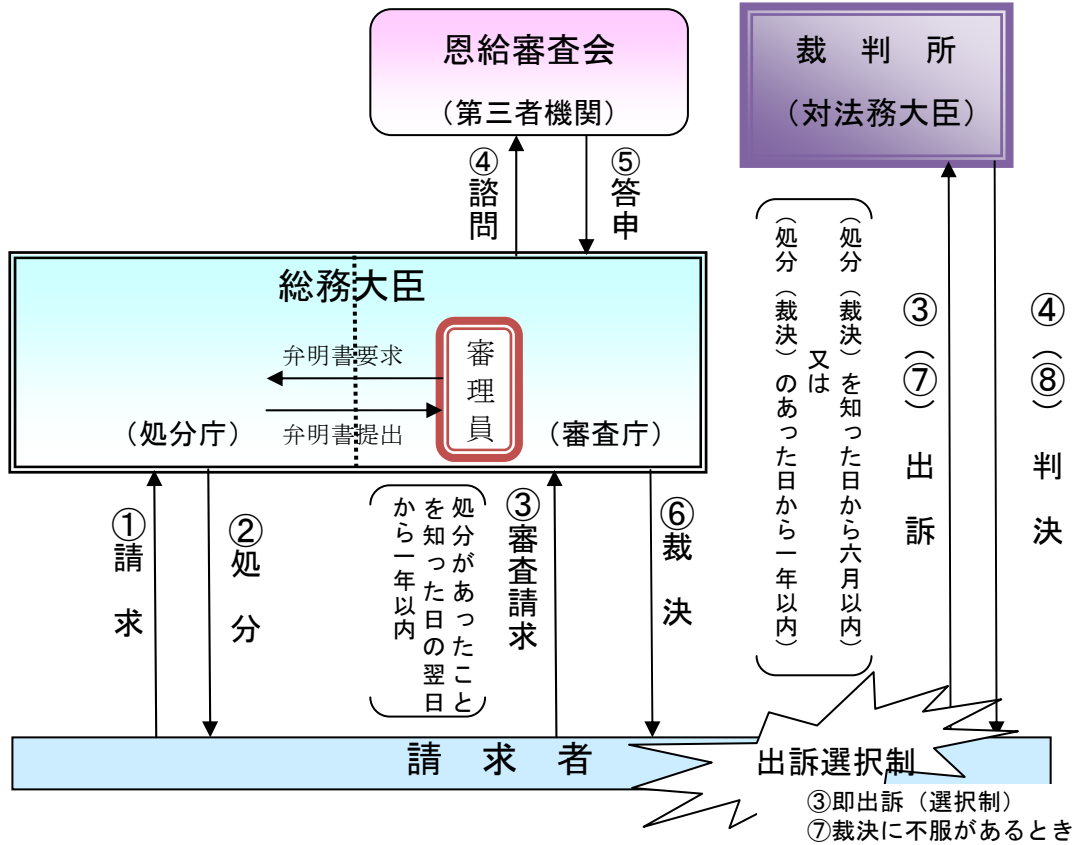 恩給審査会
（第三者機関）
裁　判　所
（対法務大臣）
④諮問
⑤答申
総務大臣
弁明書要求
弁明書提出
審理員
（処分庁）
（審査庁）
①請　求
②処　分
処分があったこと
を知った日の翌日
から一年以内
③審査請求
⑥裁　決
（処分（裁決）を知った日から六月以内）
又は
（処分（裁決）のあった日から一年以内）
③（⑦）　出　訴
④（⑧）　判　決
請　求　者
出訴選択制
③即出訴（選択制）
⑦裁決に不服があるとき